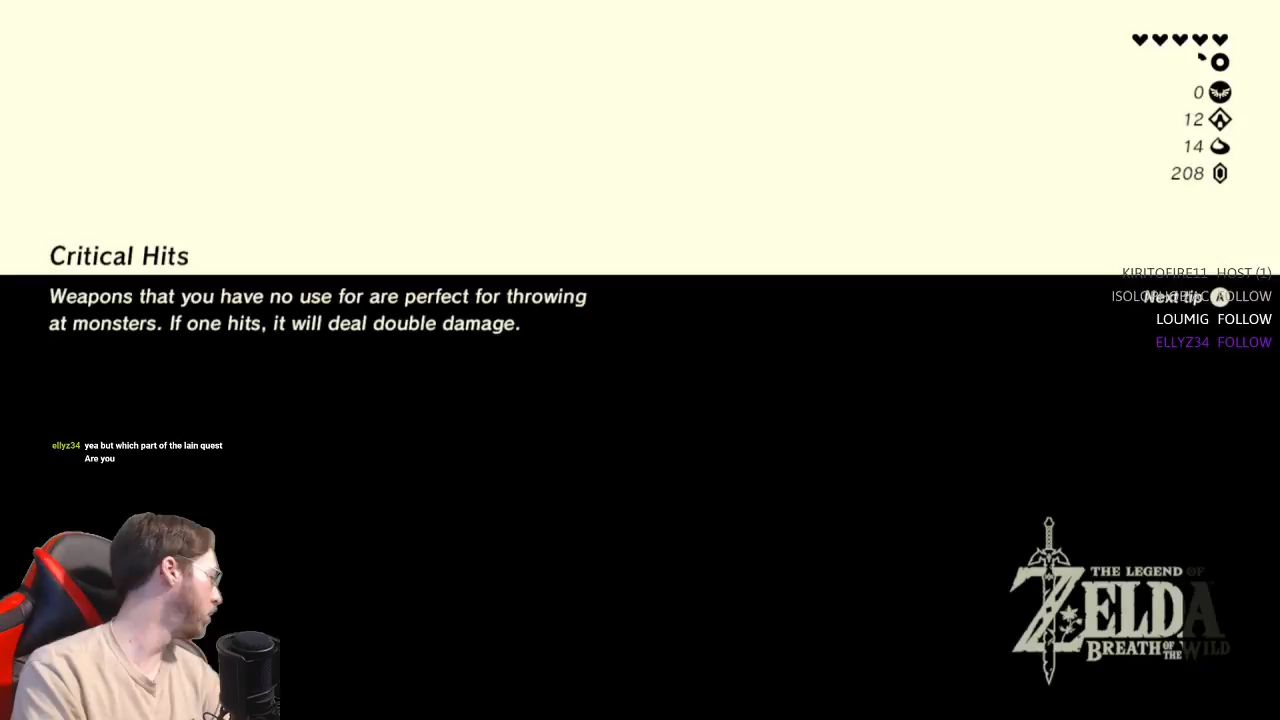 0
12
14
208
Critical Hits
Weapons that you have no use for are perfect for throwing
at monsters. If one hits, it will deal double damage.
KIRITOFIRE11 HOST (1)
FOLLOW
Next tip A
LOUMIG FOLLOW
ELLYZ34 FOLLOW
ellyz34 yea but which part of the lain quest
Are you
THE LEGEND OF
ZELDA
BREATH OF THE WILD